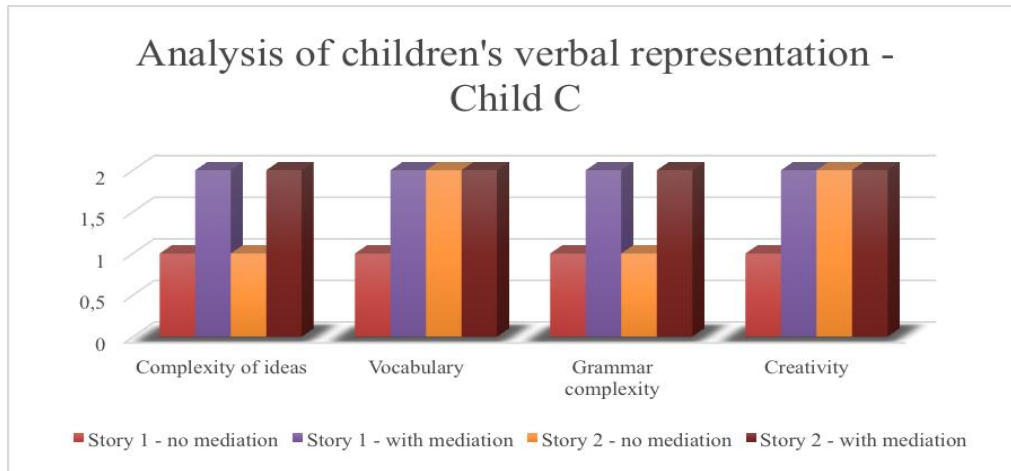 Analysis of children's verbal representation -
Child C
2
1,5
1
0,5
0
Complexity of ideas
Vocabulary
Grammar
complexity
Creativity
Story 1 - no mediation
Story 1 - with mediation
Story 2 - no mediation
Story 2 - with mediation